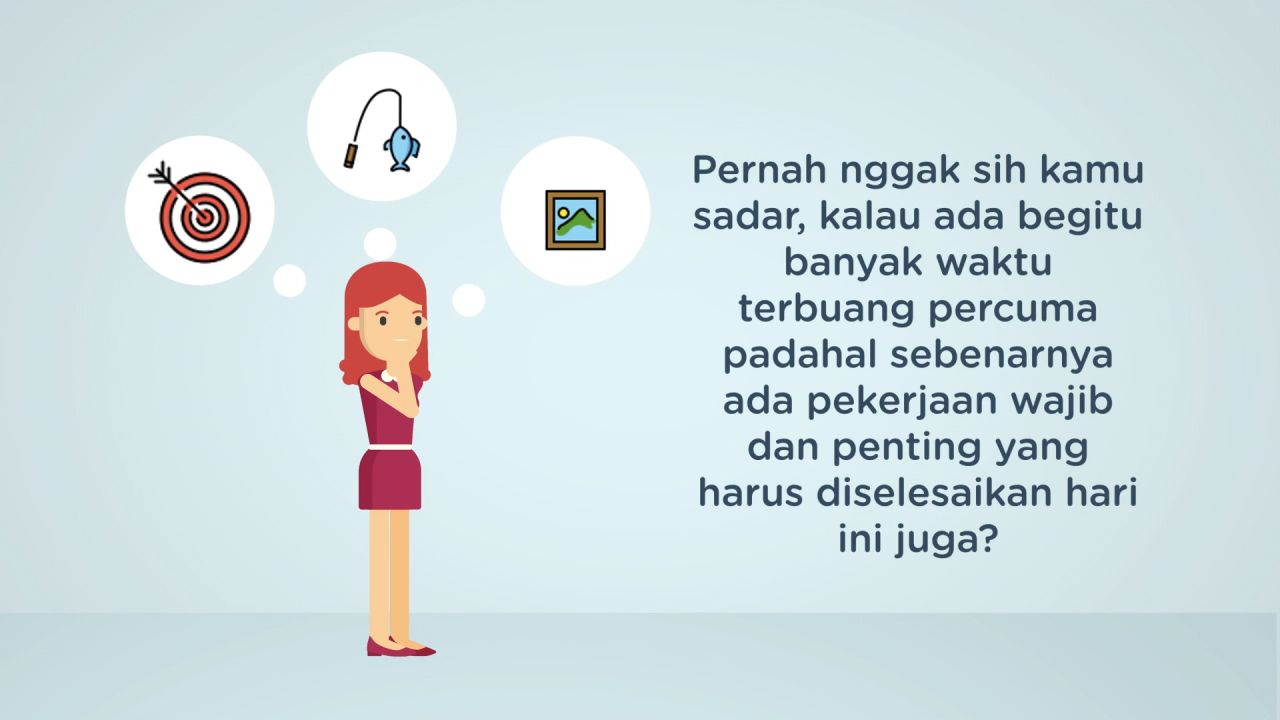 Pernah nggak sih kamu
sadar, kalau ada begitu
banyak waktu
terbuang percuma
padahal sebenarnya
ada pekerjaan wajib
dan penting yang
harus diselesaikan hari
ini juga?